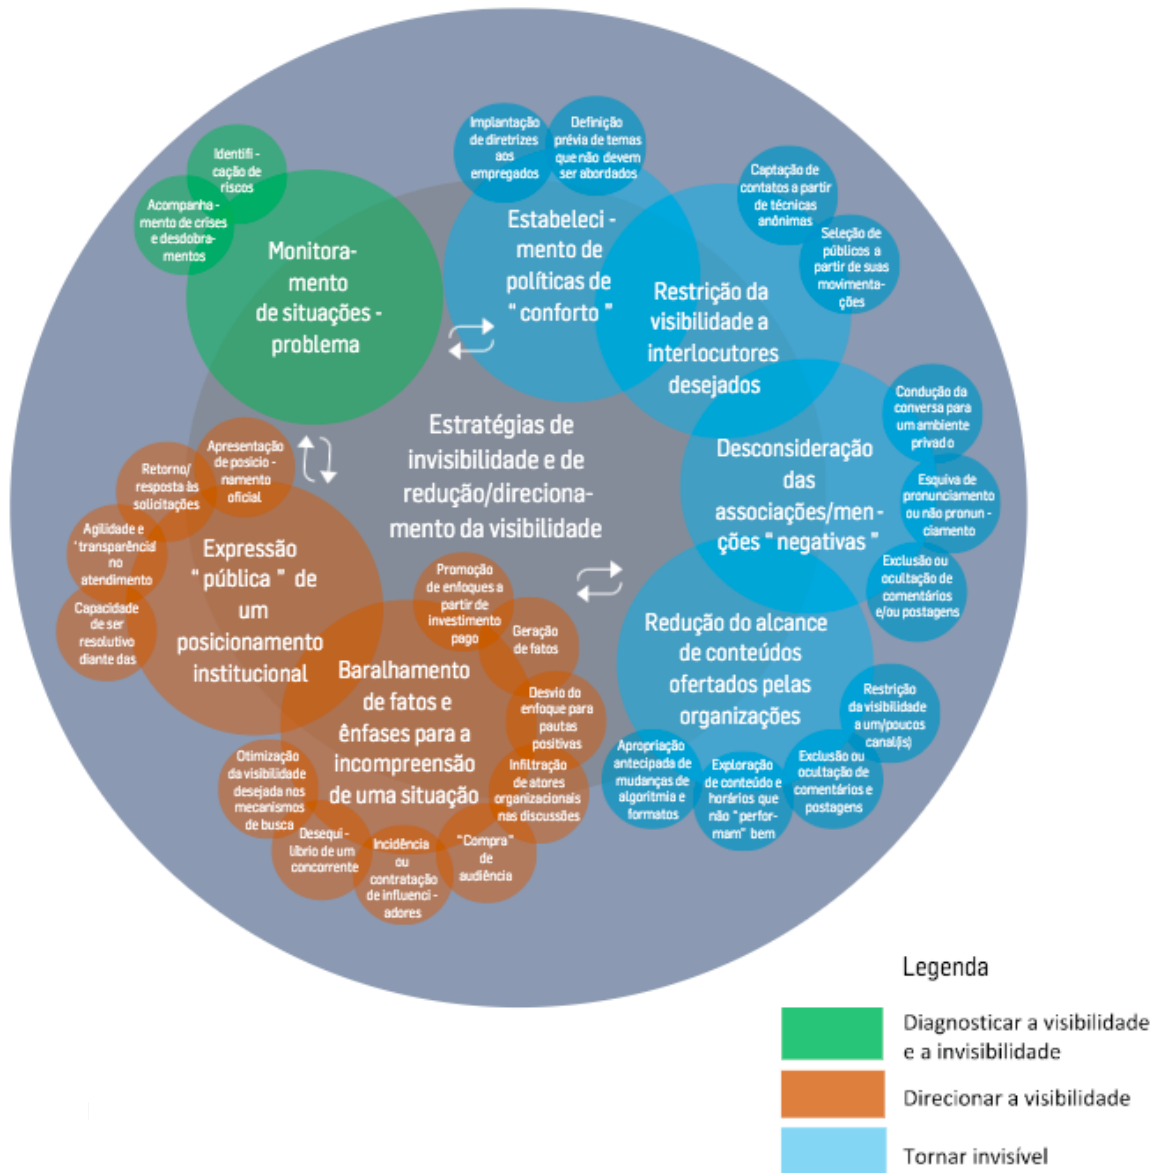 Identifi -
cação de
riscos
Acompanha -
mento de crises
e desdobra-
mentos
Monitora-
mento
de situações -
problema
Implantação
de diretrizes
aos
empregados
Definição
prévia de temas
que não devem
ser abordados
Estabeleci -
mento de
políticas de
“ conforto ”
Captação de
contatos a partir
de técnicas
anônimas
Seleção de
públicos a
partir de suas
movimenta-
ções
Restrição da
visibilidade a
interlocutores
desejados
Condução da
conversa para
um ambiente
privad o
Esquiva de
pronunciamento
ou não pronun -
ciamento
Exclusão ou
ocultação de
comentários
e/ou postagens
Desconsideração
das
associações/men -
ções “ negativas ”
Estratégias de
invisibilidade e de
redução/direciona-
mento da visibilidade
Apresentação
de posicio -
namento
oficial
Retorno/
resposta às
solicitações
Agilidade e
'transparência' no
atendimento
Capacidade
de ser
resolutivo
diante das
Expressão
“ pública ” de
um
posicionamento
institucional
Promoção
de enfoques a
partir de
investimento
pago
Geração
de fatos
Desvio do
enfoque para
pautas
positivas
Infiltração
de atores
organizacionais
nas discussões
“Compra”
de
audiência
Incidência
ou
contratação
de influenci -
adores
Desequi -
líbrio de um
concorrente
Otimização
da visibilidade
desejada nos
mecanismos
de busca
Baralhamento
de fatos e
ênfases para a
incompreensão
de uma situação
Redução do alcance
de conteúdos
ofertados pelas
organizações
Restrição
da visibilidade
a um/poucos
canal(is)
Exclusão ou
ocultação de
comentários e
postagens
Exploração
de conteúdo e
horários que
não “perfor-
mam” bem
Apropriação
antecipada de
mudanças de
algoritmia e
formatos
Legenda
Diagnosticar a visibilidade
e a invisibilidade
Direcionar a visibilidade
Tornar invisível